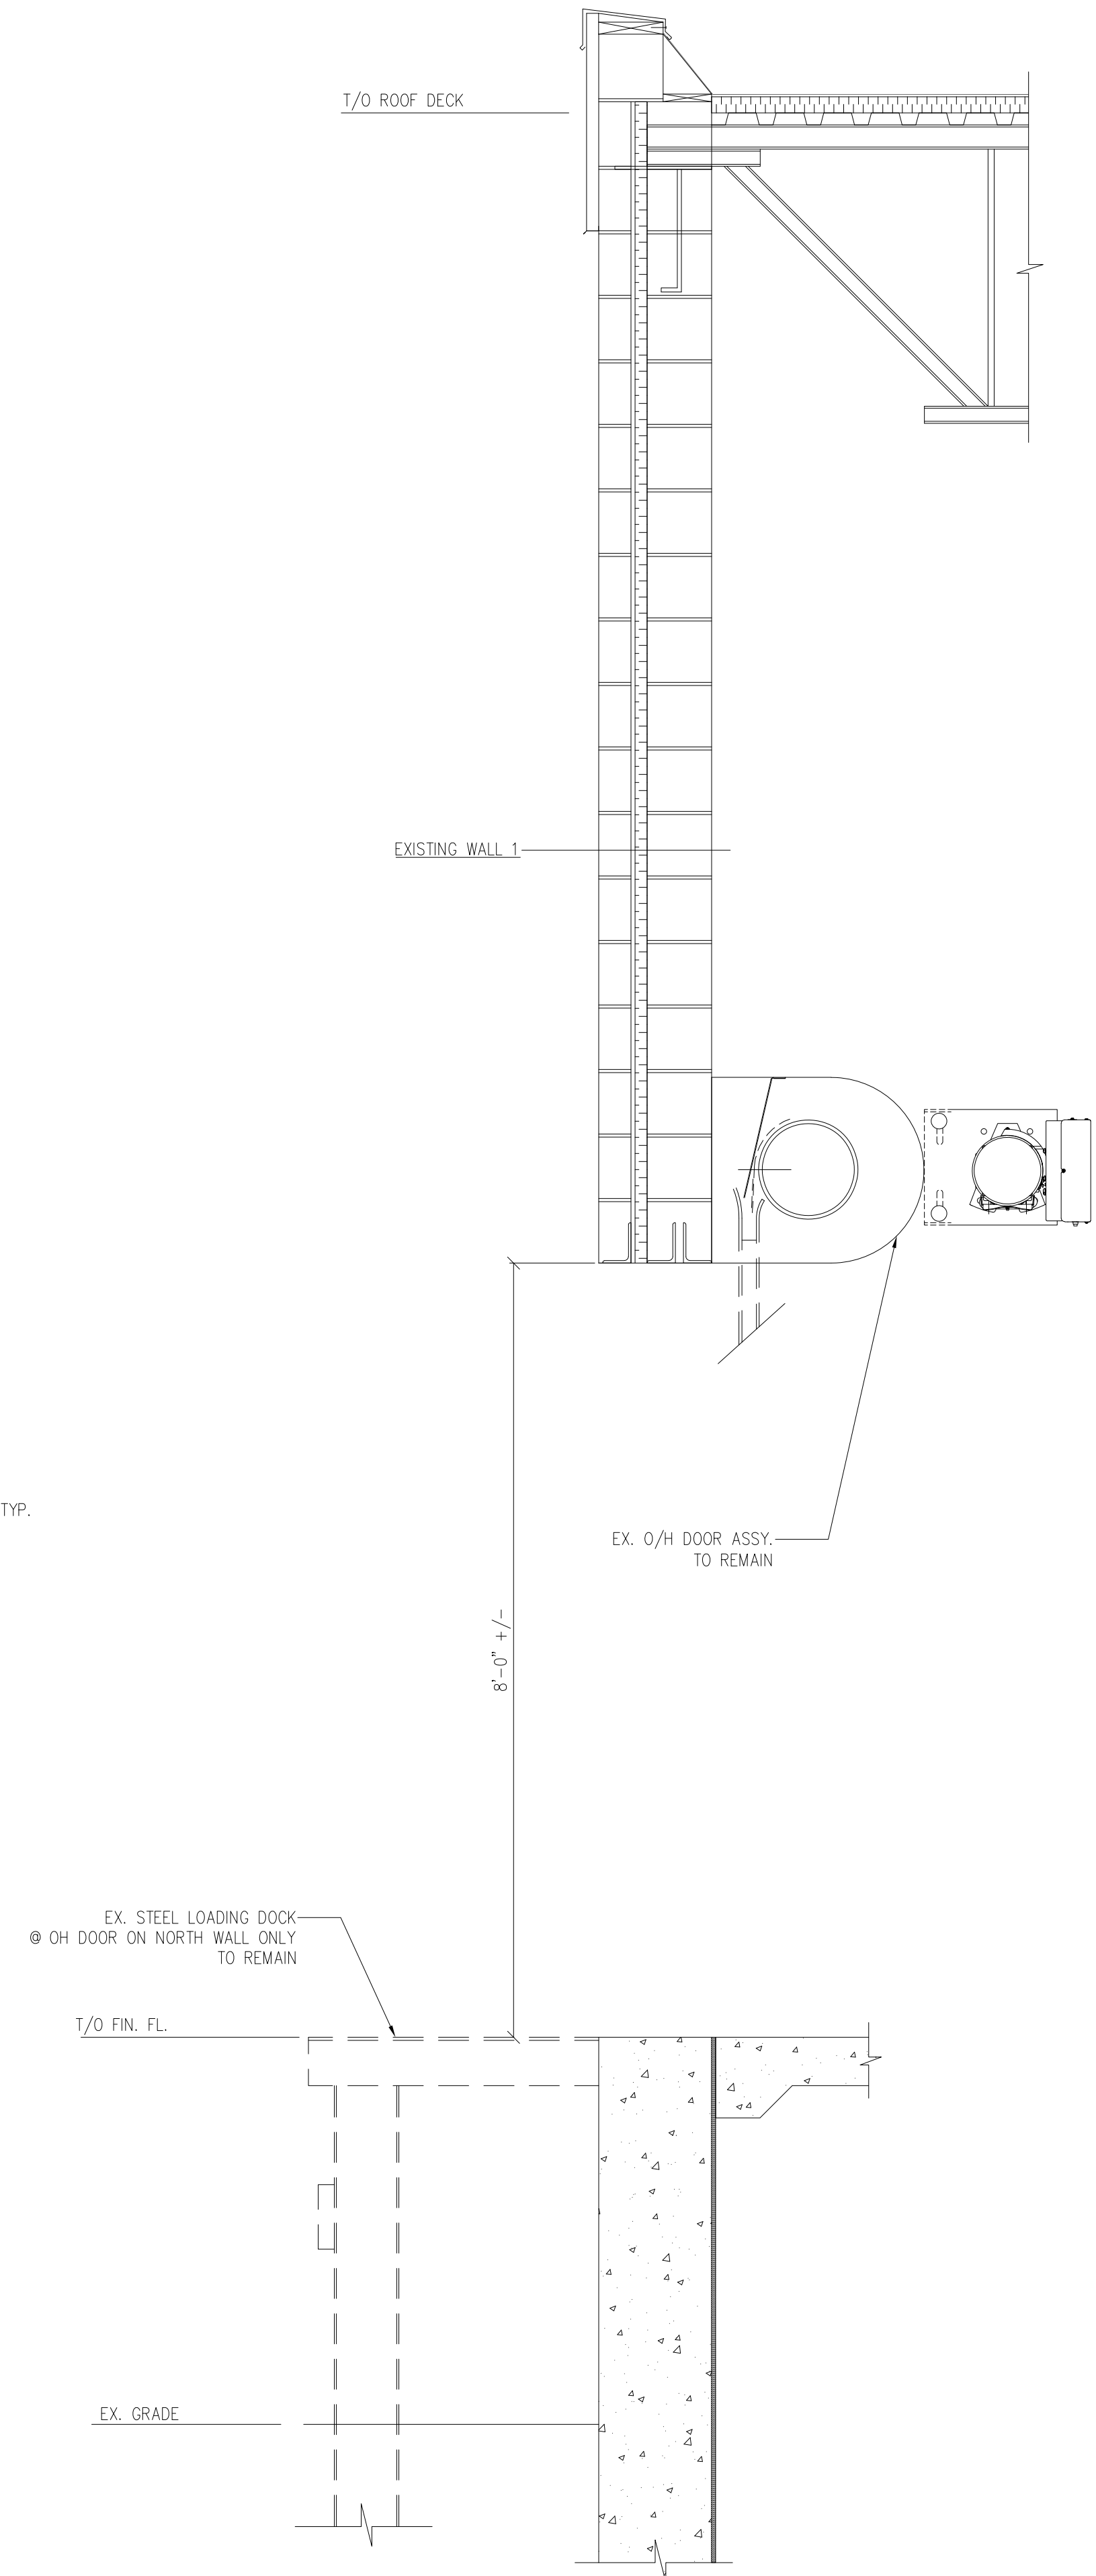 T/O ROOF DECK
EXISTING WALL 1
TYP.
EX. O/H DOOR ASSY.
TO REMAIN
8'-0" +/-
EX. STEEL LOADING DOCK
@ OH DOOR ON NORTH WALL ONLY
TO REMAIN
T/O FIN. FL.
EX. GRADE